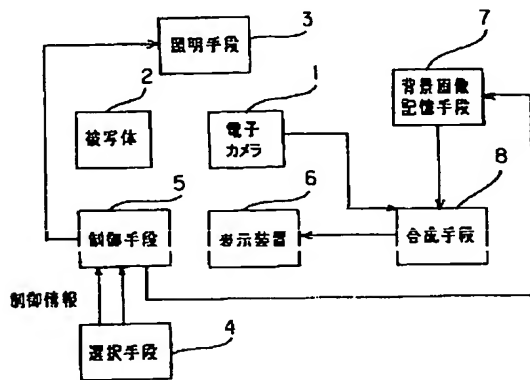 3
照明手段
7
2
1
背景画像
記憶手段
被写体
電子
カメラ
8
5
6
制御手段
表示装置
合成手段
制御情報
選択手段
4